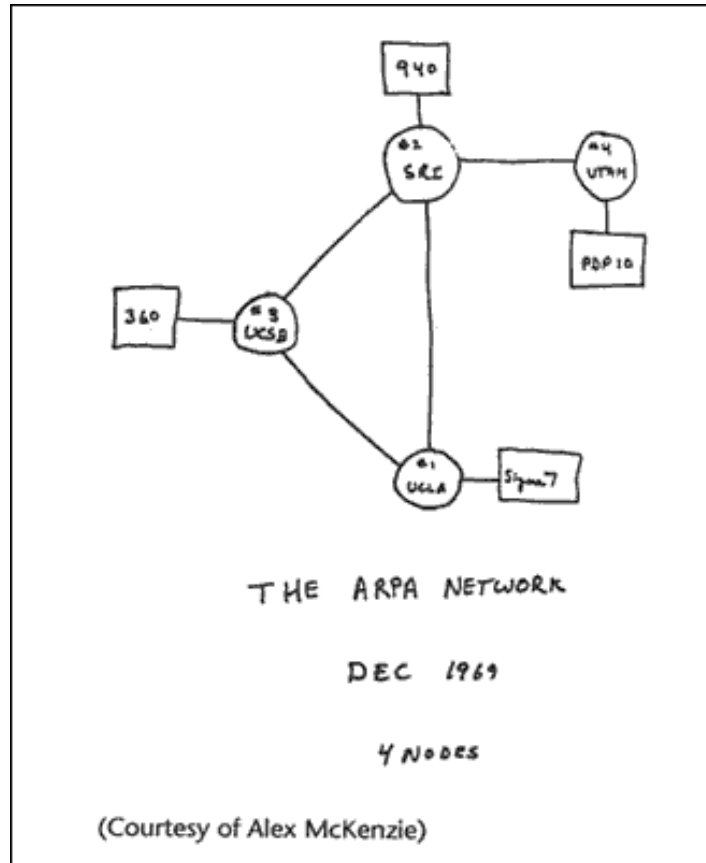 940
#2
SRI
#4
UTAH
PDP 10
360
#3
UCSB
#1
UCLA
Sigma 7
THE ARPA NETWORK
DEC 1969
4 NODES
(Courtesy of Alex McKenzie)